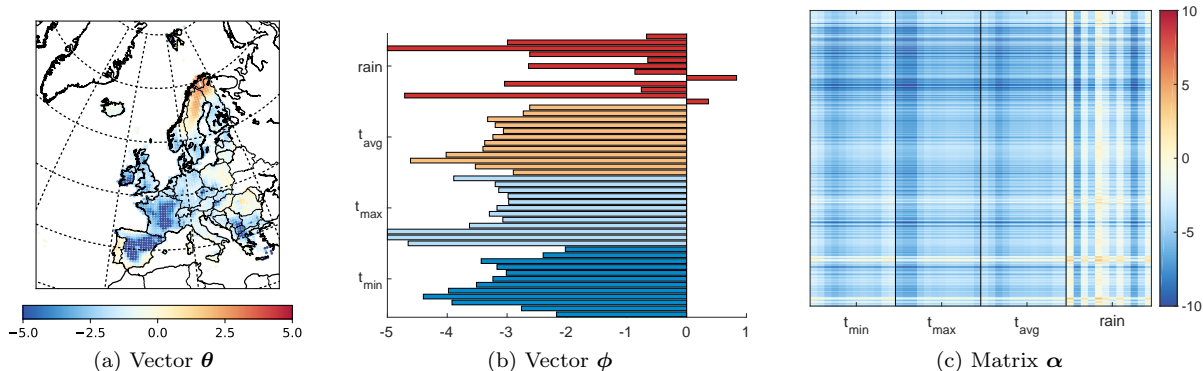 −5.0 −2.5 0.0 2.5 5.0
(a) Vector θ
rain
t_avg
t_max
t_min
-5 -4 -3 -2 -1 0 1
(b) Vector ϕ
10
5
0
-5
-10
t_min t_max t_avg rain
(c) Matrix α